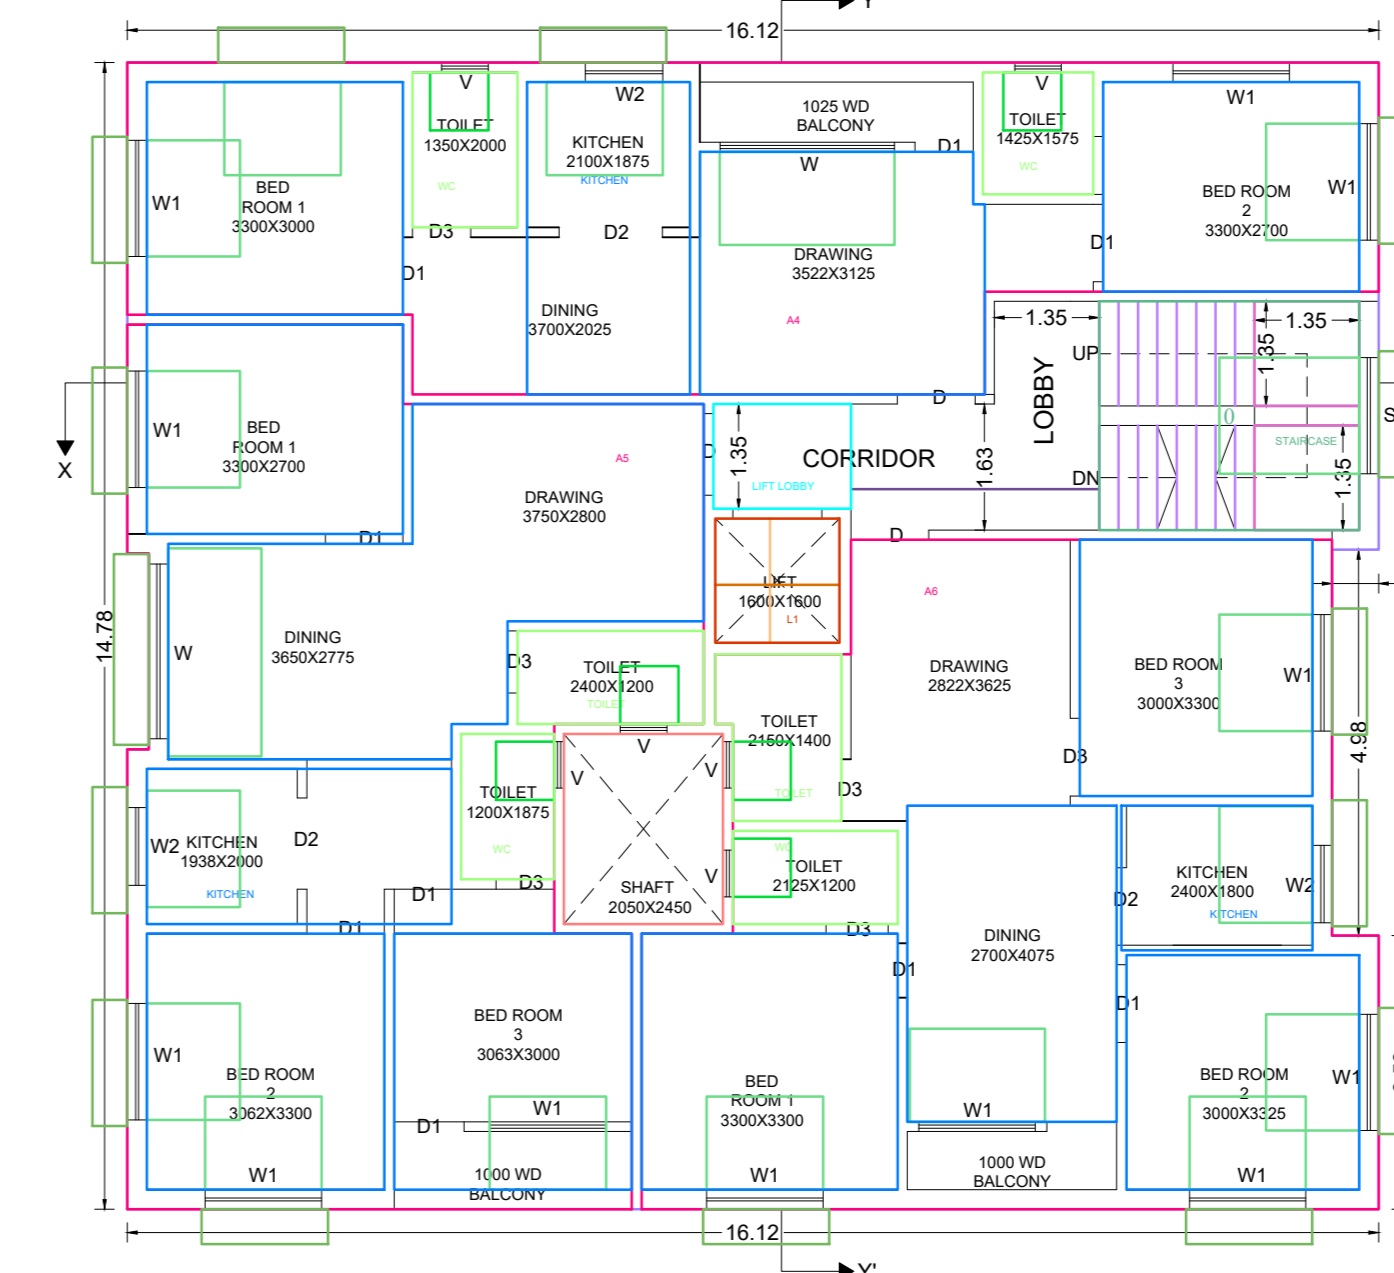 Y
16.12
V
W2
TOILET
1350X2000
WC
KITCHEN
2100X1875
KITCHEN
1025 WD
BALCONY
D1
W
V
TOILET
1425X1575
WC
W1
W1
BED
ROOM 1
3300X3000
W1
BED ROOM
2
3300X2700
D3
D2
D1
D1
DRAWING
3522X3125
A4
DINING
3700X2025
1.35
1.35
1.35
UP
LOBBY
0
STAIRCASE
S
DN
1.35
D
1.63
X
W1
BED
ROOM 1
3300X2700
A5
DRAWING
3750X2800
D
1.35
CORRIDOR
LIFT LOBBY
D1
D
LIFT
1600X1600
L1
A6
14.78
W
DINING
3650X2775
D3
TOILET
2400X1200
TOILET
DRAWING
2822X3625
BED ROOM
3
3000X3300
W1
4.98
TOILET
2150X1400
TOILET
V
V
V
D3
D3
TOILET
1200X1875
WC
W2
KITCHEN
1938X2000
KITCHEN
D2
D1
D3
D1
SHAFT
2050X2450
V
WC
TOILET
2125X1200
D3
KITCHEN
2400X1800
KITCHEN
W2
D2
DINING
2700X4075
D1
D1
W1
BED ROOM
2
3062X3300
W1
BED ROOM
3
3063X3000
W1
D1
1000 WD
BALCONY
BED
ROOM 1
3300X3300
W1
W1
1000 WD
BALCONY
BED ROOM
2
3000X3325
W1
W1
16.12
Y'